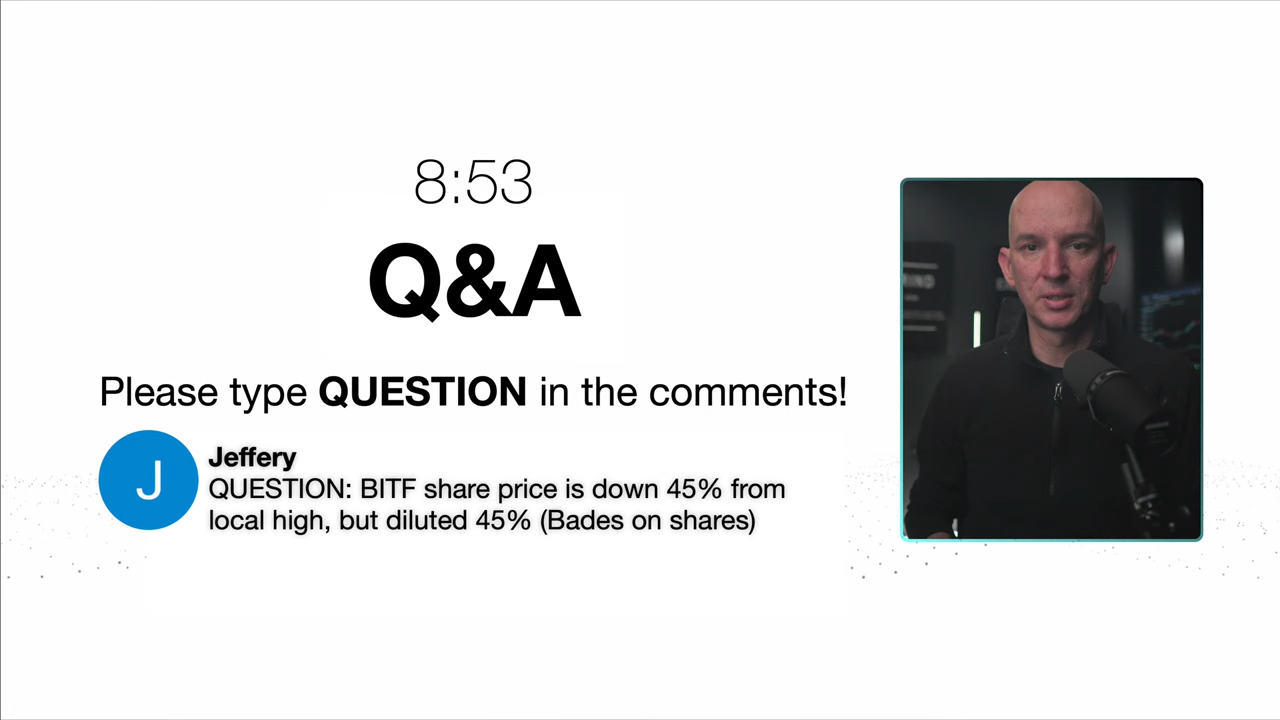 8:53
Q&A
Please type QUESTION in the comments!
J
Jeffery
QUESTION: BITF share price is down 45% from
local high, but diluted 45% (Bades on shares)